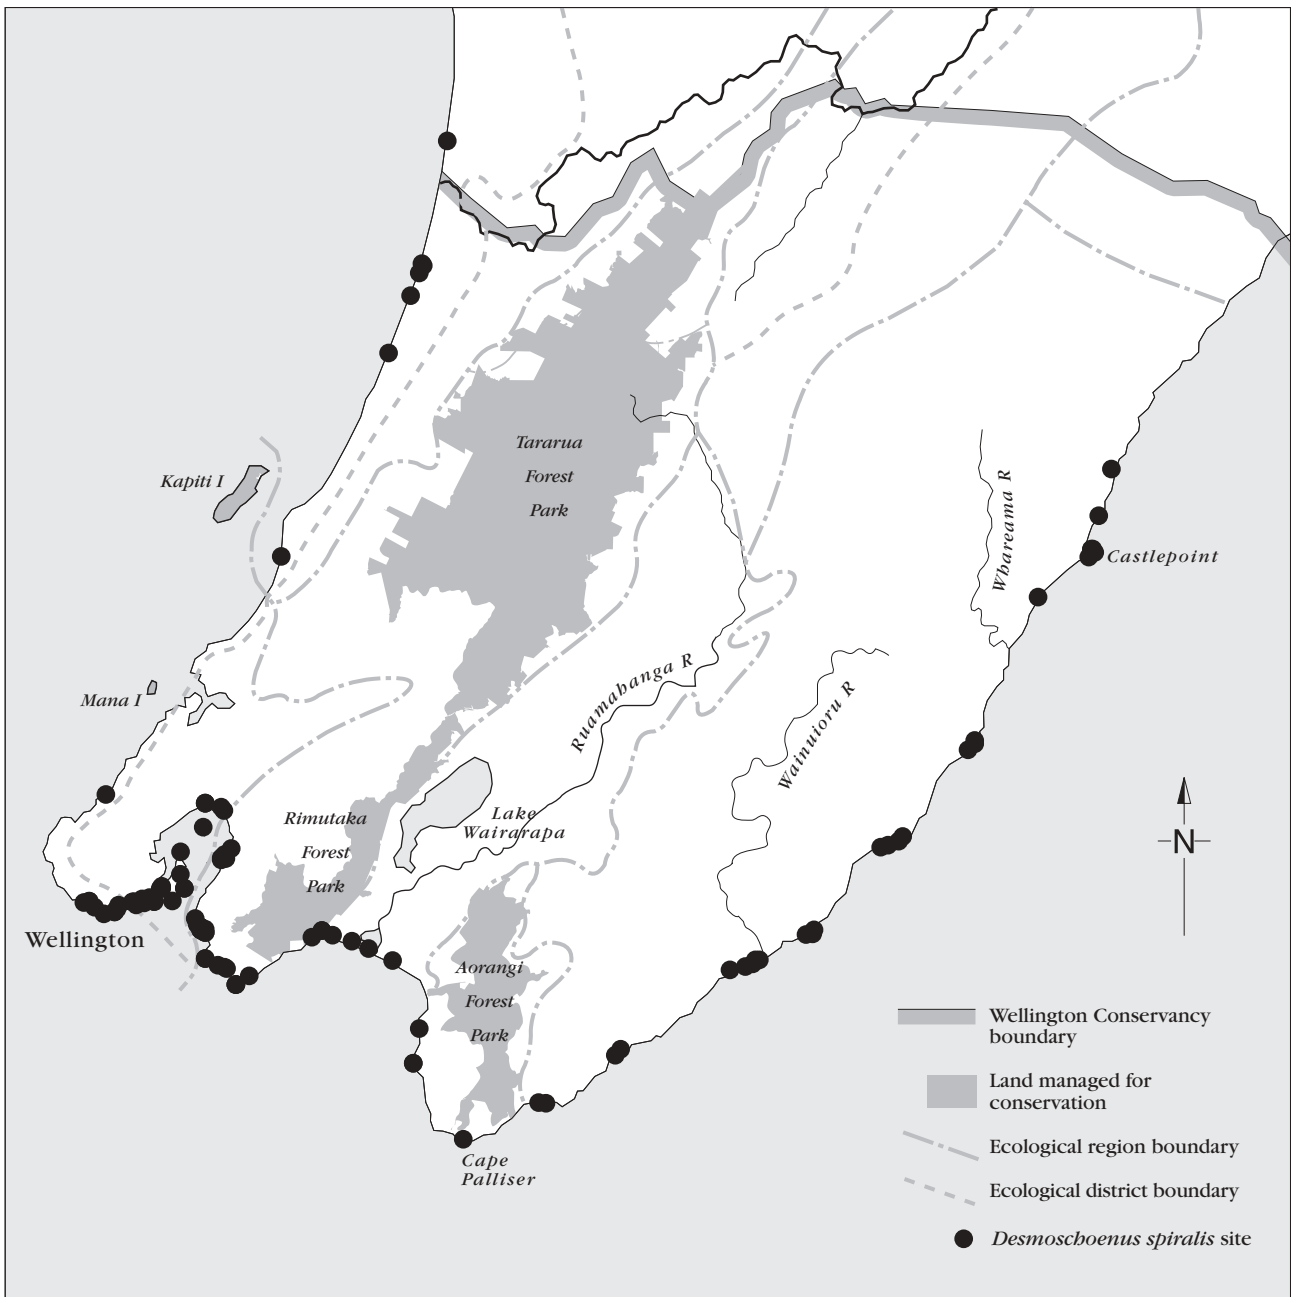 Tararua
Forest
Park
Kapiti I
Whareama R
Castlepoint
Mana I
Ruamahanga R
Wainuioru R
Rimutaka
Forest
Park
Lake
Wairarapa
Wellington
Aorangi
Forest
Park
Cape
Palliser
N
Wellington Conservancy
boundary
Land managed for
conservation
Ecological region boundary
Ecological district boundary
Desmoschoenus spiralis site